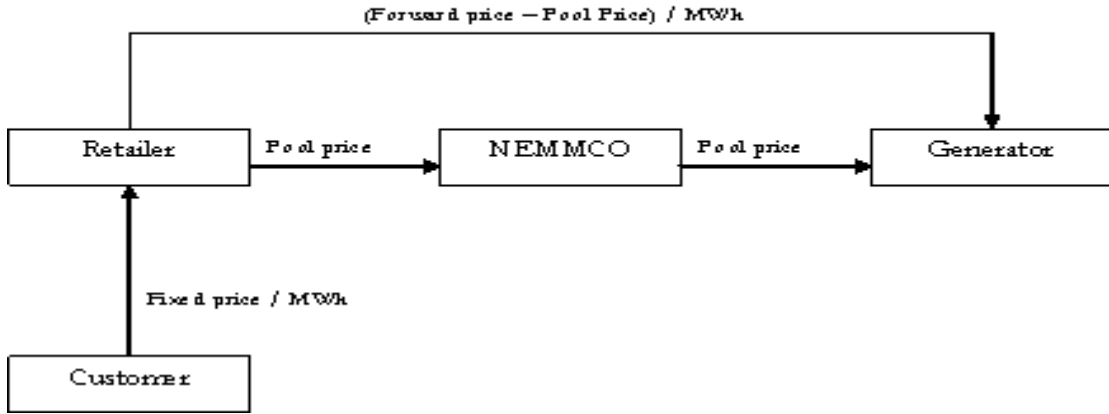 (Forward price – Pool Price) / MWh
Retailer
Pool price
NEMMCO
Pool price
Generator
Fixed price / MWh
Customer